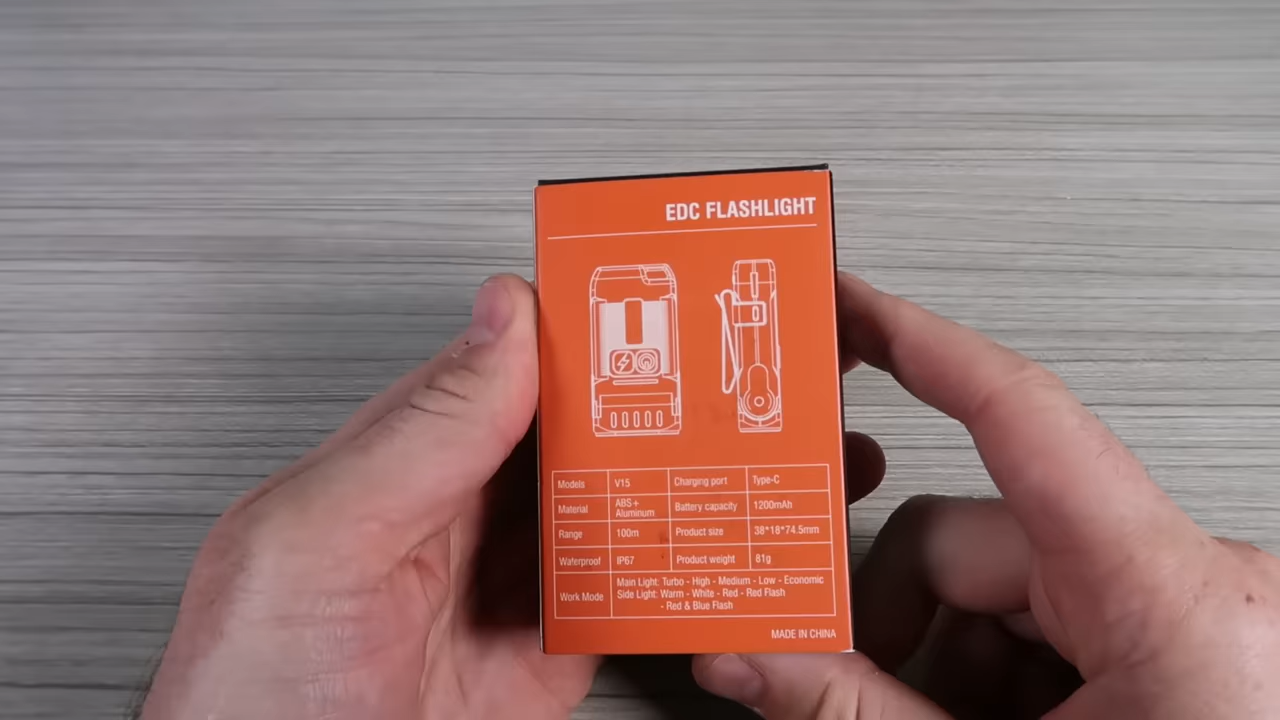 EDC FLASHLIGHT
Models V15 Charging port Type-C
Material ABS+ Aluminum Battery capacity 1200mAh
Range 100m Product size 38*18*74.5mm
Waterproof IP67 Product weight 81g
Work Mode Main Light: Turbo - High - Medium - Low - Economic
Side Light: Warm - White - Red - Red Flash
- Red & Blue Flash
MADE IN CHINA